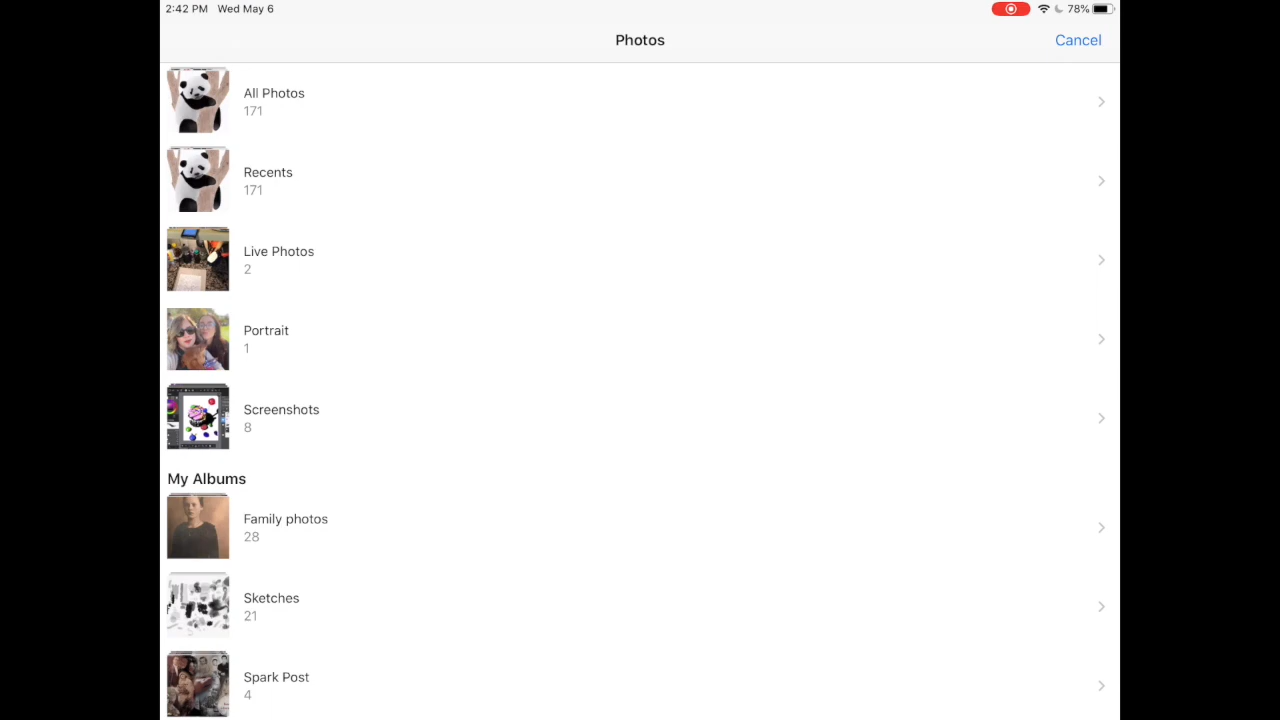 2:42 PM Wed May 6 78%
Photos Cancel
All Photos
171
Recents
171
Live Photos
2
Portrait
1
Screenshots
8
My Albums
Family photos
28
Sketches
21
Spark Post
4